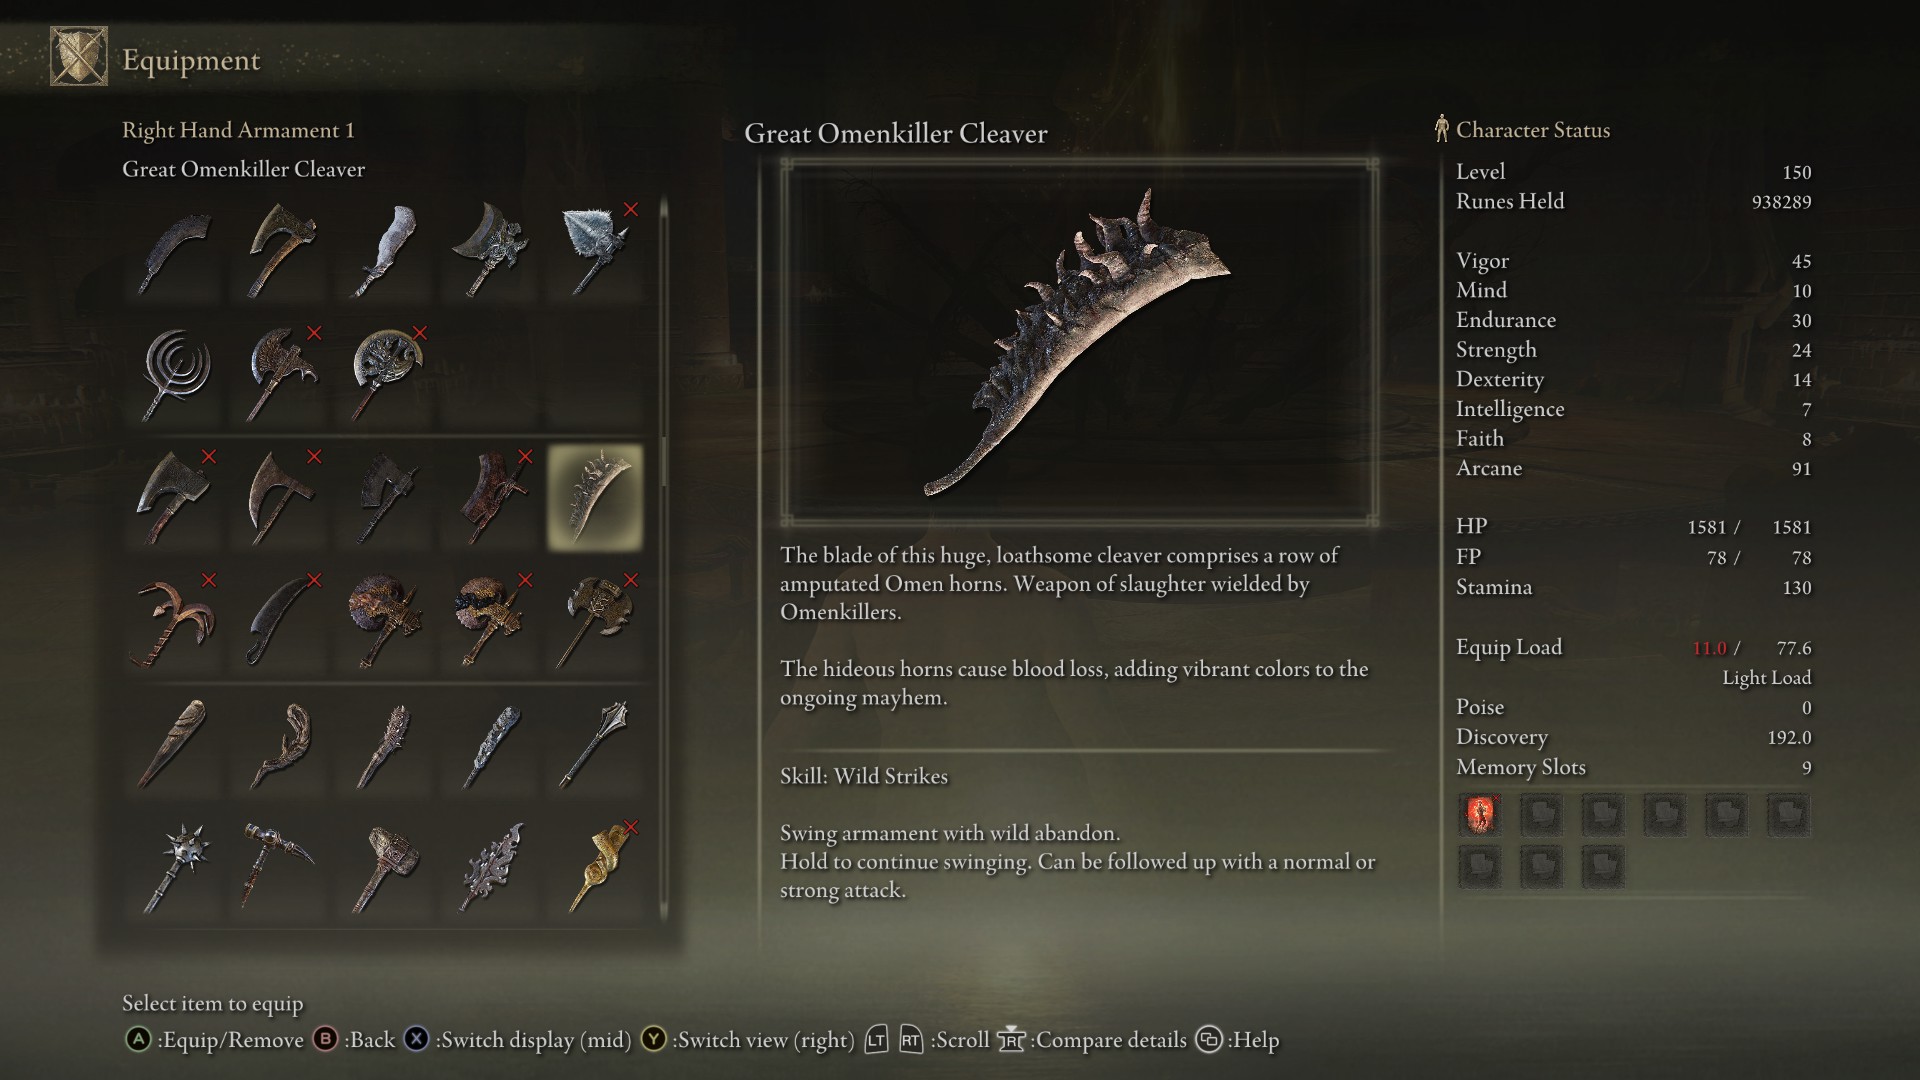 Equipment
Right Hand Armament 1
Great Omenkiller Cleaver
Great Omenkiller Cleaver
The blade of this huge, loathsome cleaver comprises a row of
amputated Omen horns. Weapon of slaughter wielded by
Omenkillers.
The hideous horns cause blood loss, adding vibrant colors to the
ongoing mayhem.
Skill: Wild Strikes
Swing armament with wild abandon.
Hold to continue swinging. Can be followed up with a normal or
strong attack.
Character Status
Level 150
Runes Held 938289
Vigor 45
Mind 10
Endurance 30
Strength 24
Dexterity 14
Intelligence 7
Faith 8
Arcane 91
HP 1581 / 1581
FP 78 / 78
Stamina 130
Equip Load 11.0 / 77.6
Light Load
Poise 0
Discovery 192.0
Memory Slots 9
Select item to equip
A :Equip/Remove B :Back X :Switch display (mid) Y :Switch view (right) LT RT :Scroll R :Compare details :Help